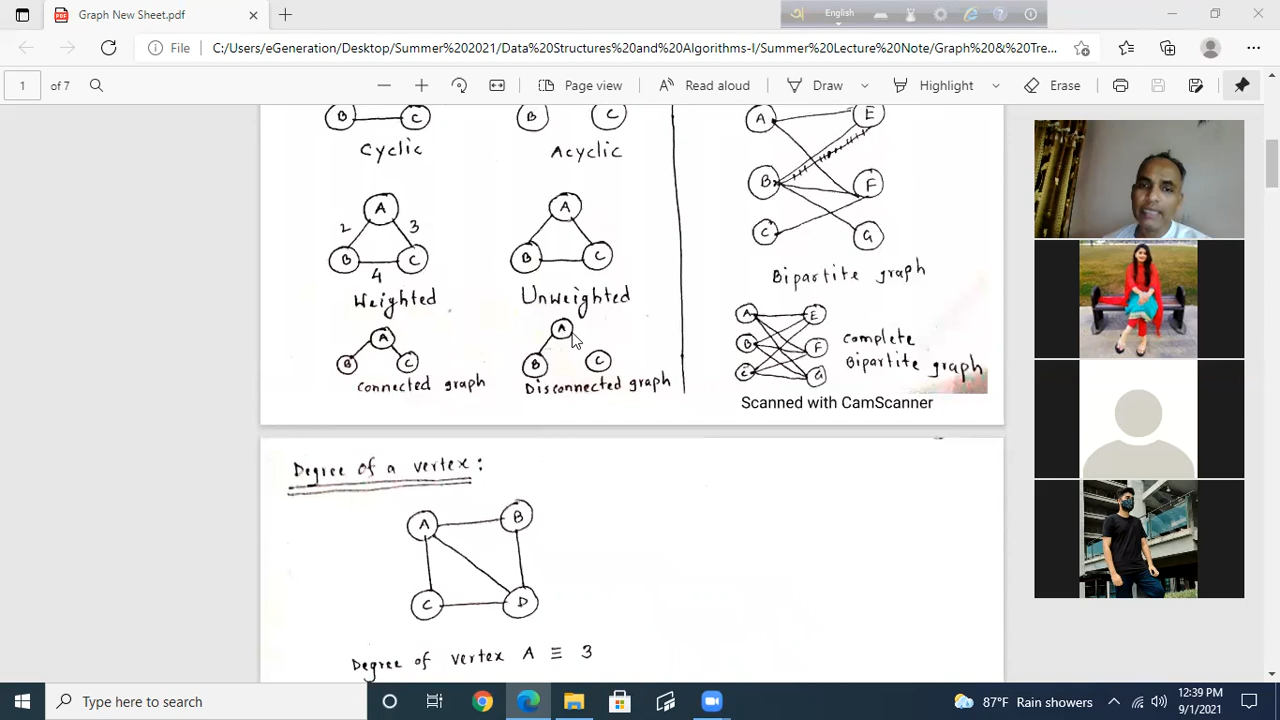 Graph New Sheet.pdf
English
File
C:/Users/eGeneration/Desktop/Summer%202021/Data%20Structures%20and%20Algorithms-I/Summer%20Lecture%20Note/Graph%20&%20Tre...
1 of 7
Page view
Read aloud
Draw
Highlight
Erase
B C
B C
A E
Cyclic
Acyclic
B F
C G
A
2 3
B C
4
Weighted
A
B C
Unweighted
Bipartite graph
A
B C
Connected graph
A
B C
Disconnected graph
A E
B F
C G
Complete
Bipartite graph
Scanned with CamScanner
Degree of a vertex:
A B
C D
Degree of vertex A ≡ 3
Type here to search
87°F Rain showers
12:39 PM
9/1/2021